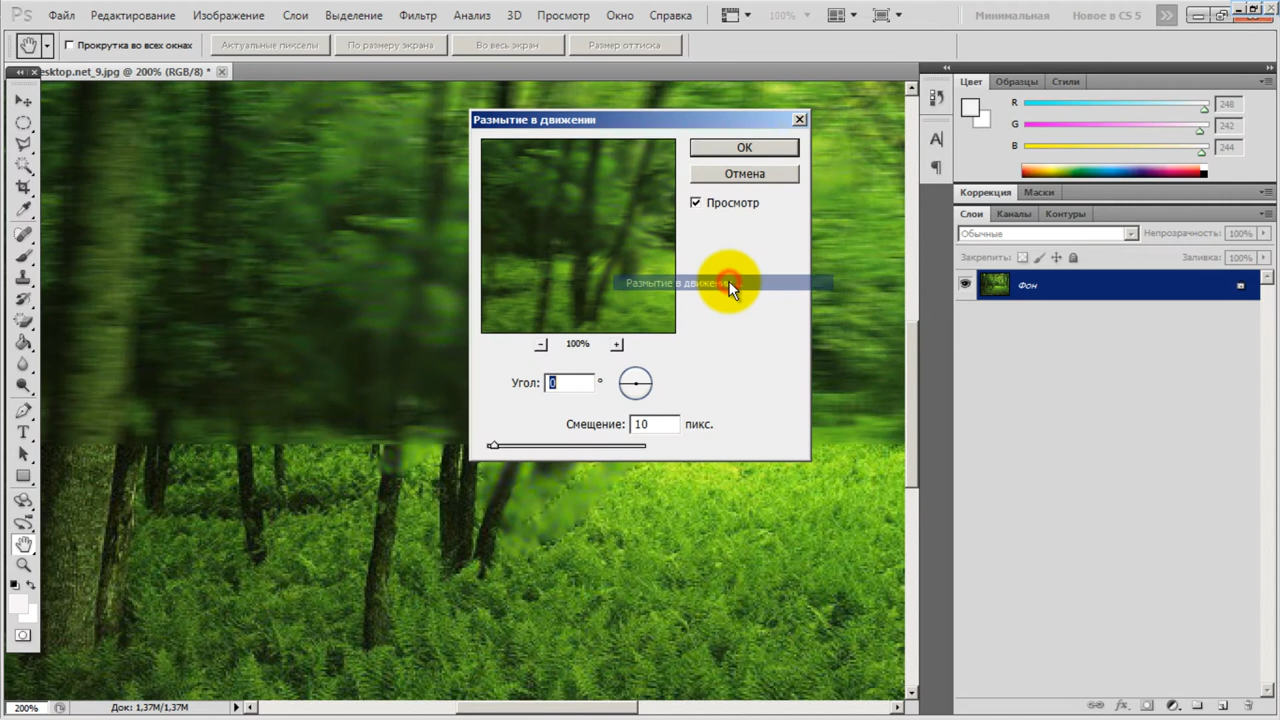 Ps Файл Редактирование Изображение Слои Выделение Фильтр Анализ 3D Просмотр Окно Справка 100% Минимальная Новое в CS 5
Прокрутка во всех окнах Актуальные пикселы По размеру экрана Во весь экран Размер оттиска
esktop.net_9.jpg @ 200% (RGB/8) *
Цвет Образцы Стили
R 248
G 242
B 244
Коррекция Маски
Слои Каналы Контуры
Обычные Непрозрачность: 100%
Закрепить: Заливка: 100%
Фон
Размытие в движении
OK
Отмена
Просмотр
Размытие в движении
100%
Угол: 0 °
Смещение: 10 пикс.
A
T
200% Док: 1,37M/1,37M